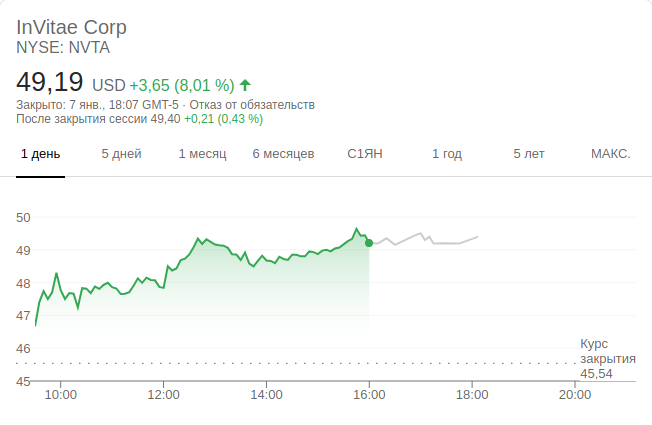 InVitae Corp
NYSE: NVTA
49,19 USD +3,65 (8,01 %)
Закрыто: 7 янв., 18:07 GMT-5 · Отказ от обязательств
После закрытия сессии 49,40 +0,21 (0,43 %)
1 день 5 дней 1 месяц 6 месяцев С1ЯН 1 год 5 лет МАКС.
50
49
48
47
46
45
Курс
закрытия
45,54
10:00 12:00 14:00 16:00 18:00 20:00